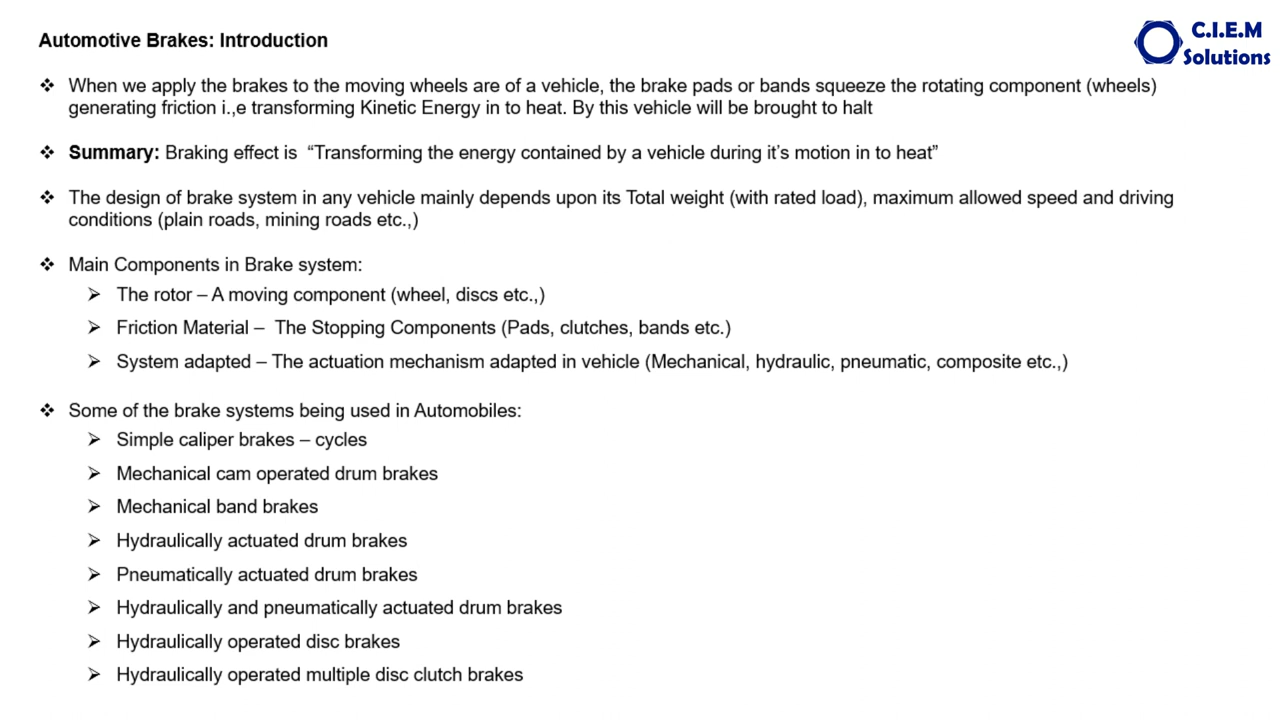 Automotive Brakes: Introduction
C.I.E.M
Solutions
❖ When we apply the brakes to the moving wheels are of a vehicle, the brake pads or bands squeeze the rotating component (wheels)
generating friction i.,e transforming Kinetic Energy in to heat. By this vehicle will be brought to halt
❖ Summary: Braking effect is “Transforming the energy contained by a vehicle during it’s motion in to heat”
❖ The design of brake system in any vehicle mainly depends upon its Total weight (with rated load), maximum allowed speed and driving
conditions (plain roads, mining roads etc.,)
❖ Main Components in Brake system:
➢ The rotor – A moving component (wheel, discs etc.,)
➢ Friction Material – The Stopping Components (Pads, clutches, bands etc.)
➢ System adapted – The actuation mechanism adapted in vehicle (Mechanical, hydraulic, pneumatic, composite etc.,)
❖ Some of the brake systems being used in Automobiles:
➢ Simple caliper brakes – cycles
➢ Mechanical cam operated drum brakes
➢ Mechanical band brakes
➢ Hydraulically actuated drum brakes
➢ Pneumatically actuated drum brakes
➢ Hydraulically and pneumatically actuated drum brakes
➢ Hydraulically operated disc brakes
➢ Hydraulically operated multiple disc clutch brakes